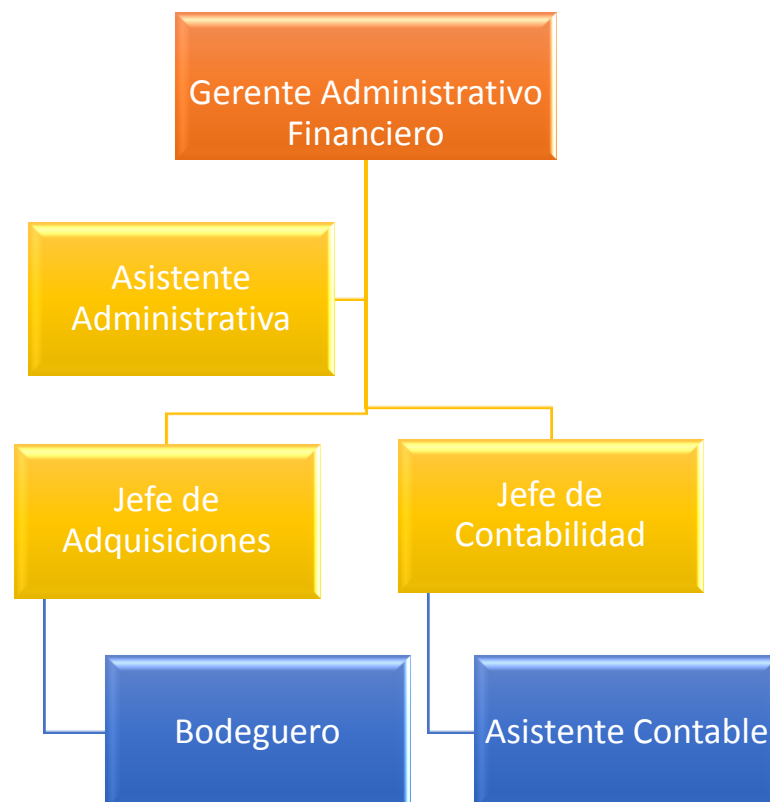 Gerente Administrativo
Financiero
Asistente
Administrativa
Jefe de
Adquisiciones
Jefe de
Contabilidad
Bodeguero
Asistente Contable